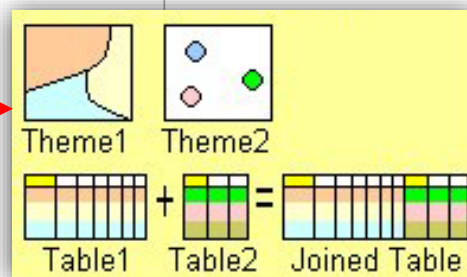 Theme1 Theme2
+ =
Table1 Table2 Joined Table